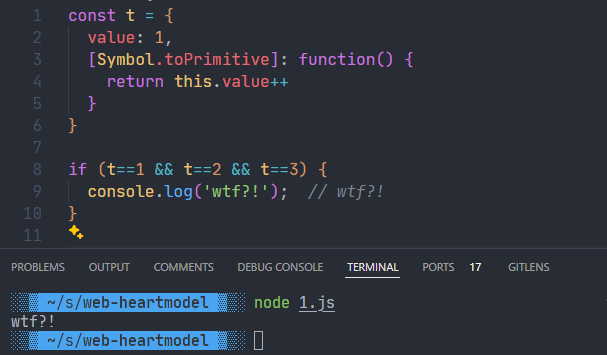 1 const t = {
2   value: 1,
3   [Symbol.toPrimitive]: function() {
4     return this.value++
5   }
6 }
7
8 if (t==1 && t==2 && t==3) {
9   console.log('wtf?!');  // wtf?!
10 }
11
PROBLEMS OUTPUT COMMENTS DEBUG CONSOLE TERMINAL PORTS 17 GITLENS
~/s/web-heartmodel node 1.js
wtf?!
~/s/web-heartmodel